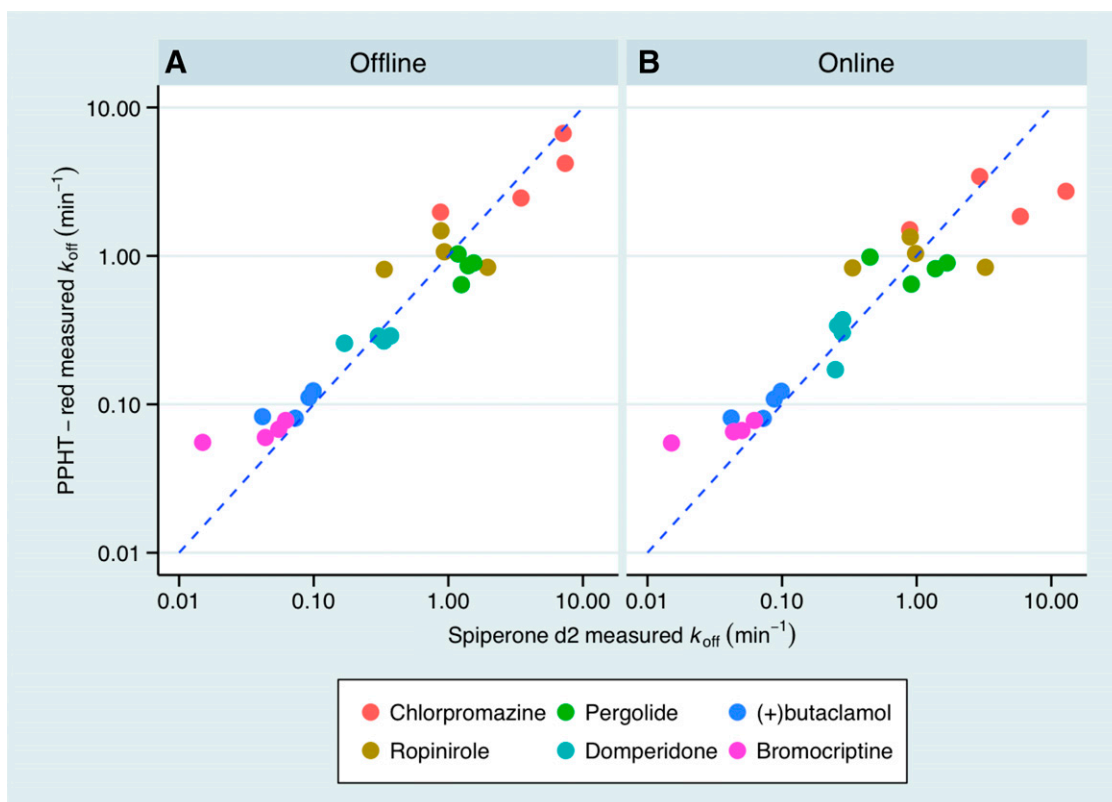 A Offline
B Online
PPHT – red measured k_off (min⁻¹)
10.00
1.00
0.10
0.01
0.01 0.10 1.00 10.00
0.01 0.10 1.00 10.00
Spiperone d2 measured k_off (min⁻¹)
Chlorpromazine Pergolide (+)butaclamol
Ropinirole Domperidone Bromocriptine